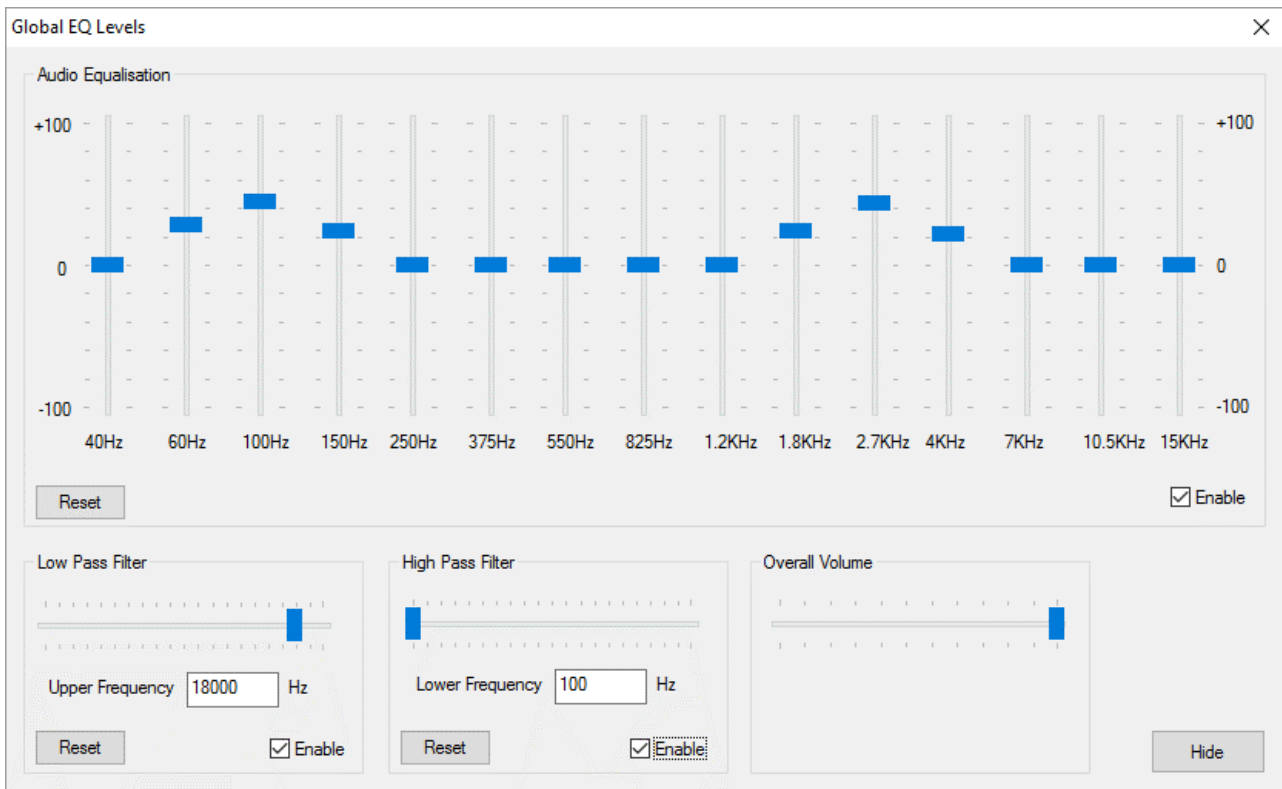 Global EQ Levels
Audio Equalisation
+100 +100
0 0
-100 -100
40Hz 60Hz 100Hz 150Hz 250Hz 375Hz 550Hz 825Hz 1.2KHz 1.8KHz 2.7KHz 4KHz 7KHz 10.5KHz 15KHz
Reset Enable
Low Pass Filter High Pass Filter Overall Volume
Upper Frequency 18000 Hz Lower Frequency 100 Hz
Reset Enable Reset Enable Hide